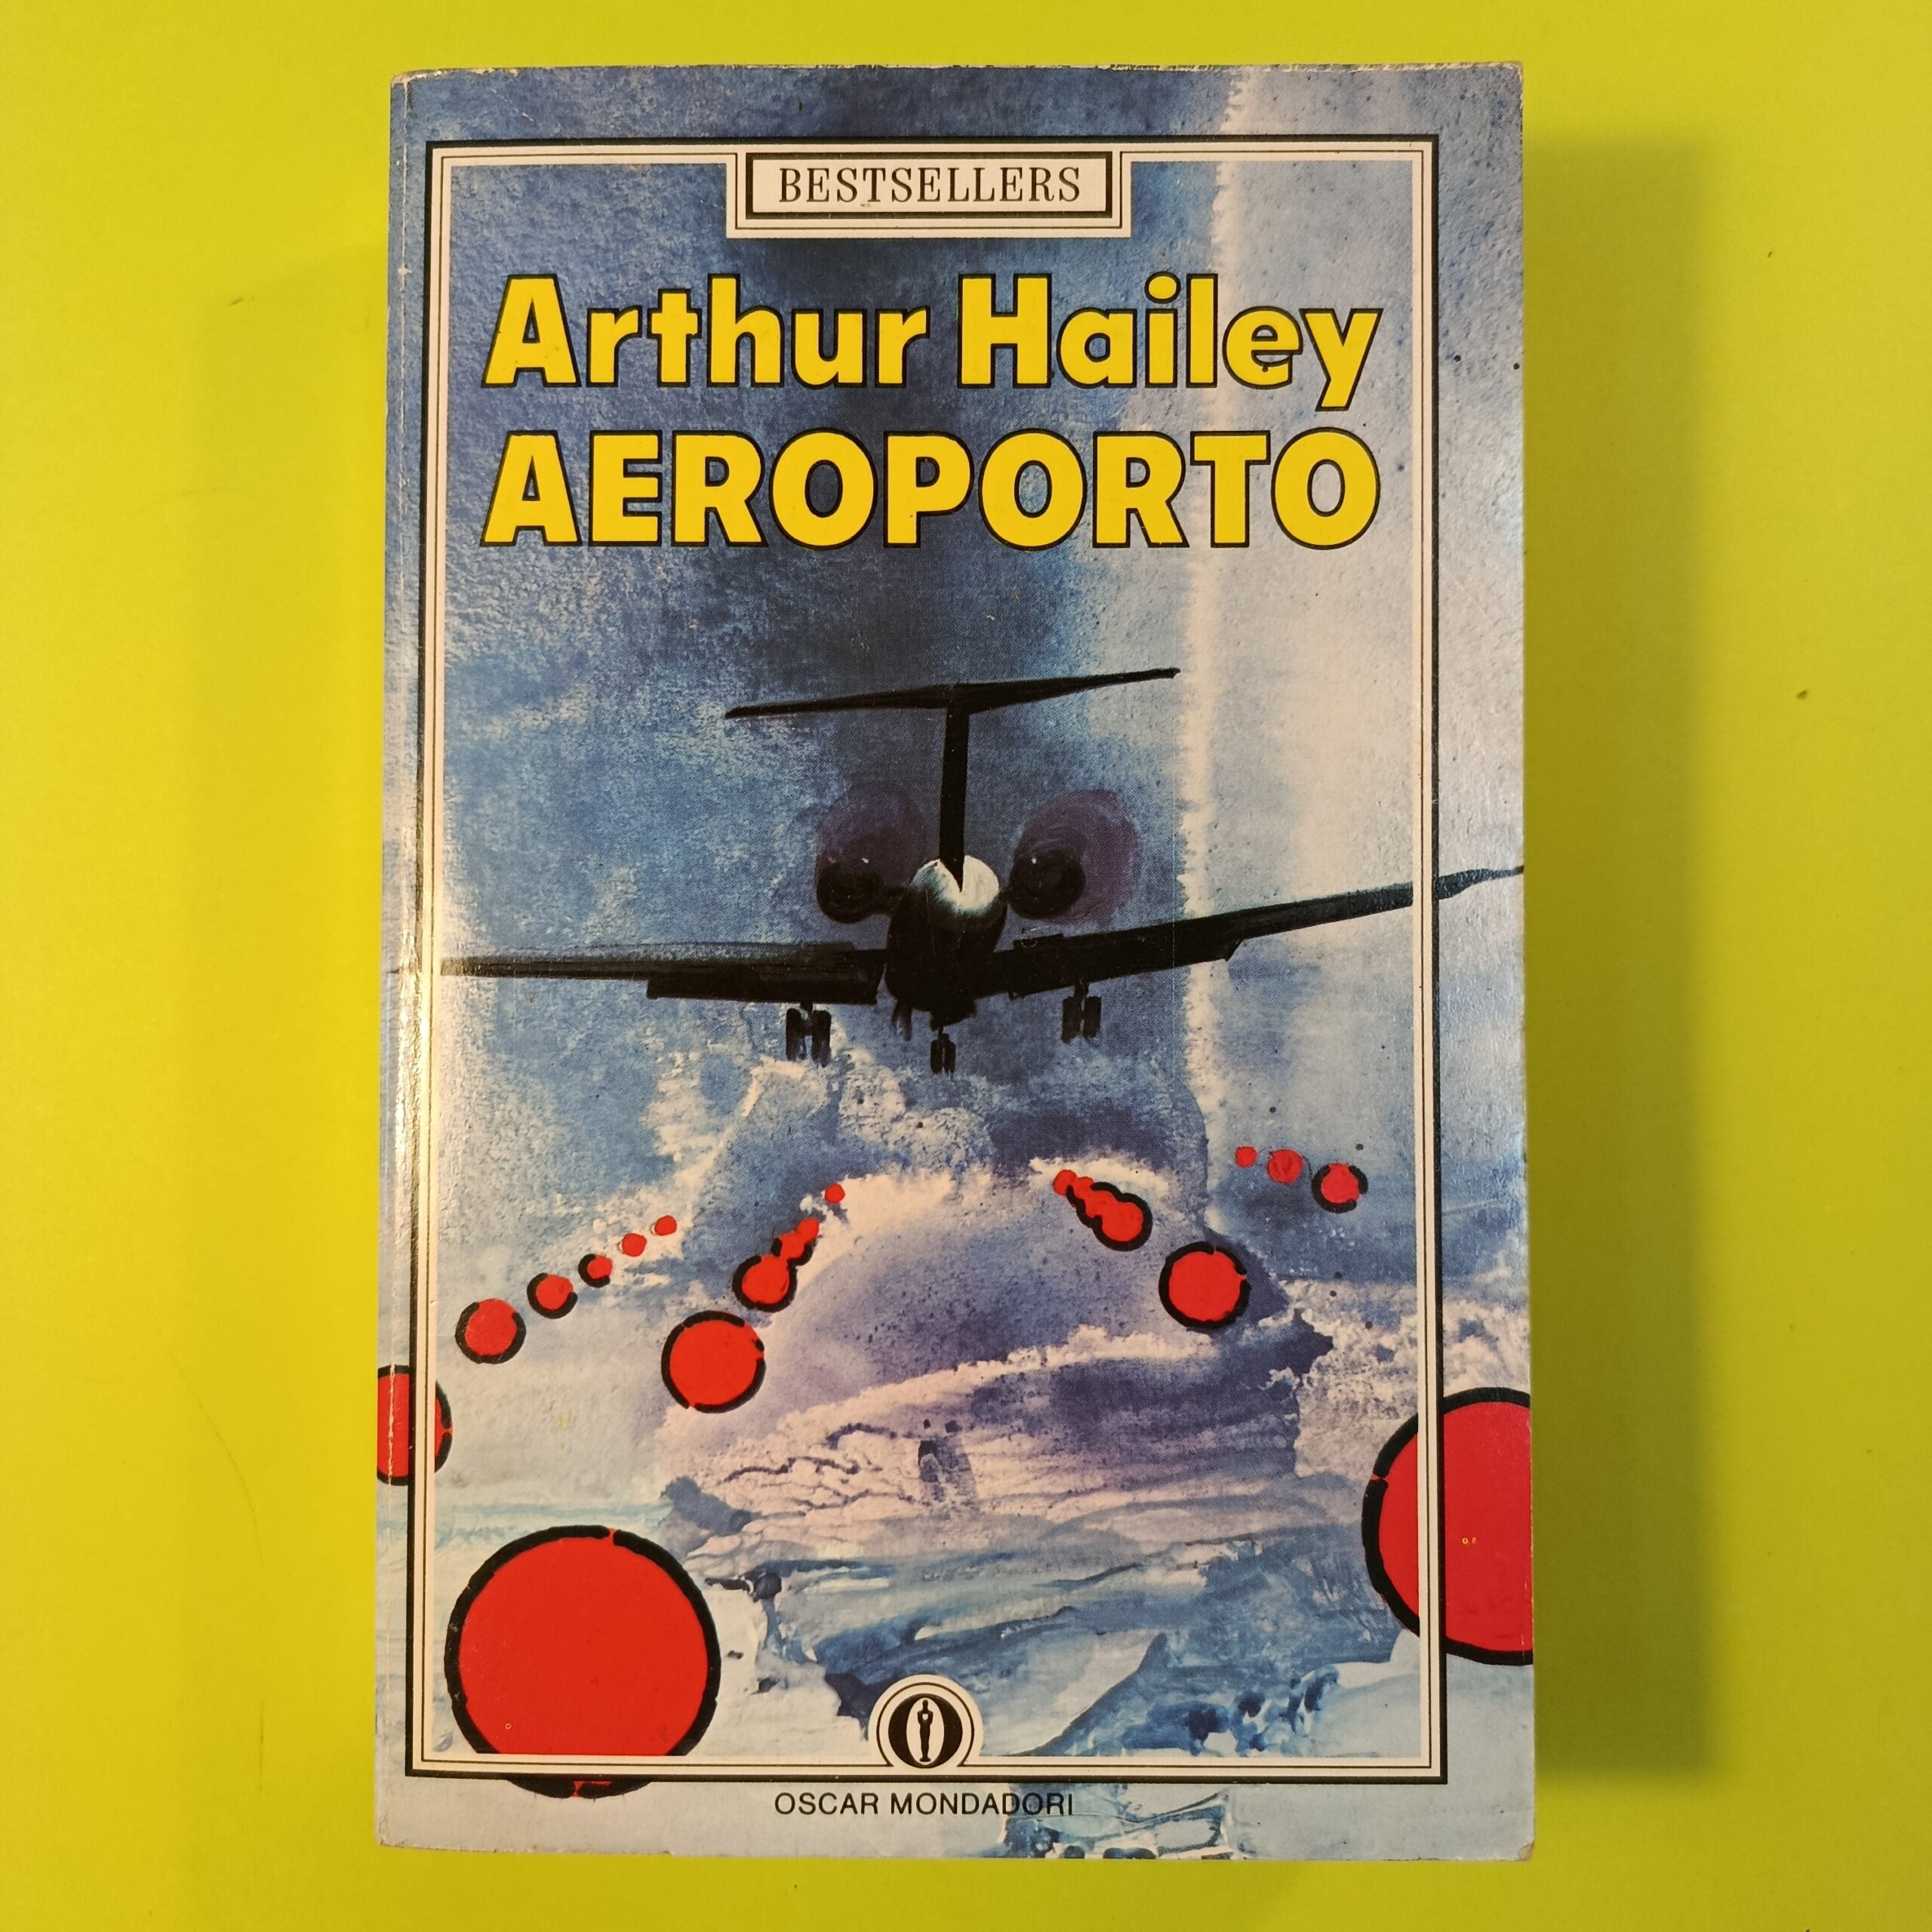 BESTSELLERS
Arthur Hailey
AEROPORTO
OSCAR MONDADORI